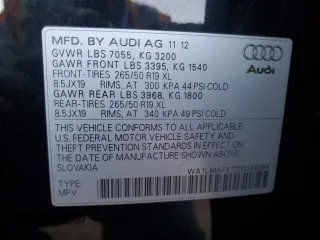 MFD. BY AUDI AG 11 12
GVWR LBS 7055, KG 3200
GAWR FRONT LBS 3395, KG 1540
FRONT-TIRES 265/50 R19 XL
8.5JX19 RIMS, AT 300 KPA 44 PSI COLD
GAWR REAR LBS 3968, KG 1800
REAR-TIRES 265/50 R19 XL
8.5JX19 RIMS, AT 340 KPA 49 PSI COLD
THIS VEHICLE CONFORMS TO ALL APPLICABLE
U.S. FEDERAL MOTOR VEHICLE SAFETY
STANDARDS IN EFFECT ON THE DATE OF
MANUFACTURE SHOWN ABOVE.
SLOVAKIA
TYPE:
MPV
Audi